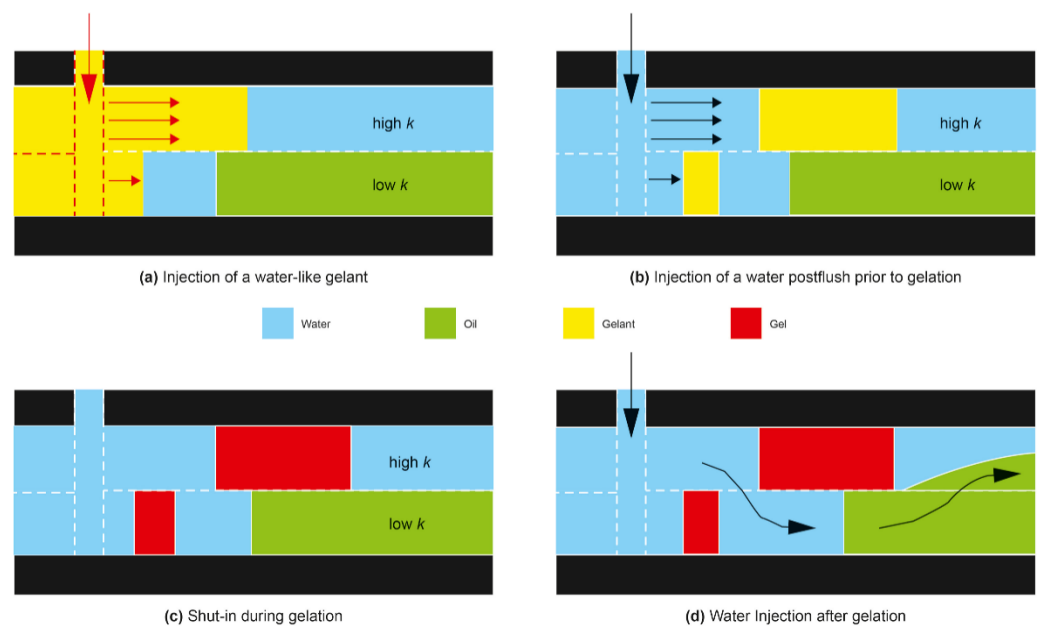 high k
low k
(a) Injection of a water-like gelant
high k
low k
(b) Injection of a water postflush prior to gelation
Water
Oil
Gelant
Gel
high k
low k
(c) Shut-in during gelation
(d) Water Injection after gelation